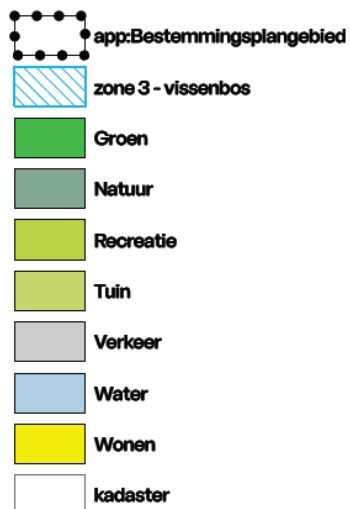 app:Bestemmingsplangebied
zone 3 - vissenbos
Groen
Natuur
Recreatie
Tuin
Verkeer
Water
Wonen
kadaster